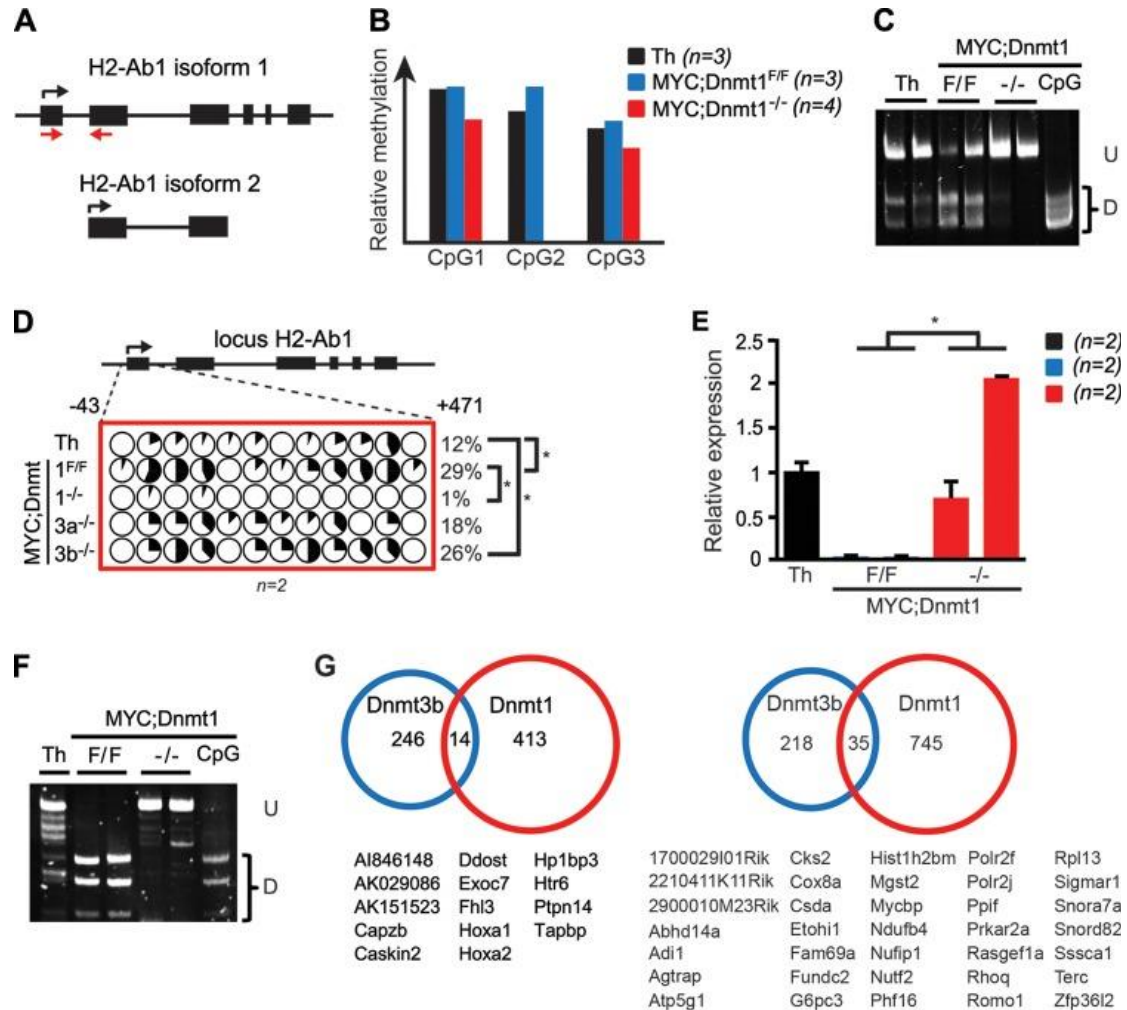 A
H2-Ab1 isoform 1
H2-Ab1 isoform 2
B
Relative methylation
Th (n=3)
MYC;Dnmt1F/F (n=3)
MYC;Dnmt1-/- (n=4)
CpG1 CpG2 CpG3
C
MYC;Dnmt1
Th F/F -/- CpG
U
D
D
locus H2-Ab1
-43 +471
MYC;Dnmt
Th 12%
1F/F 29%
1-/- 1%
3a-/- 18%
3b-/- 26%
* * *
n=2
E
Relative expression
2.5
2
1.5
1
0.5
0
*
(n=2)
(n=2)
(n=2)
Th F/F -/-
MYC;Dnmt1
F
MYC;Dnmt1
Th F/F -/- CpG
U
D
G
Dnmt3b Dnmt1
246 14 413
AI846148 Ddost Hp1bp3
AK029086 Exoc7 Htr6
AK151523 Fhl3 Ptpn14
Capzb Hoxa1 Tapbp
Caskin2 Hoxa2
Dnmt3b Dnmt1
218 35 745
1700029I01Rik Cks2 Hist1h2bm Polr2f Rpl13
2210411K11Rik Cox8a Mgst2 Polr2j Sigmar1
2900010M23Rik Csda Mycbp Ppif Snora7a
Abhd14a Etohi1 Ndufb4 Prkar2a Snord82
Adi1 Fam69a Nufip1 Rasgef1a Sssca1
Agtrap Fundc2 Nutf2 Rhoq Terc
Atp5g1 G6pc3 Phf16 Romo1 Zfp36l2